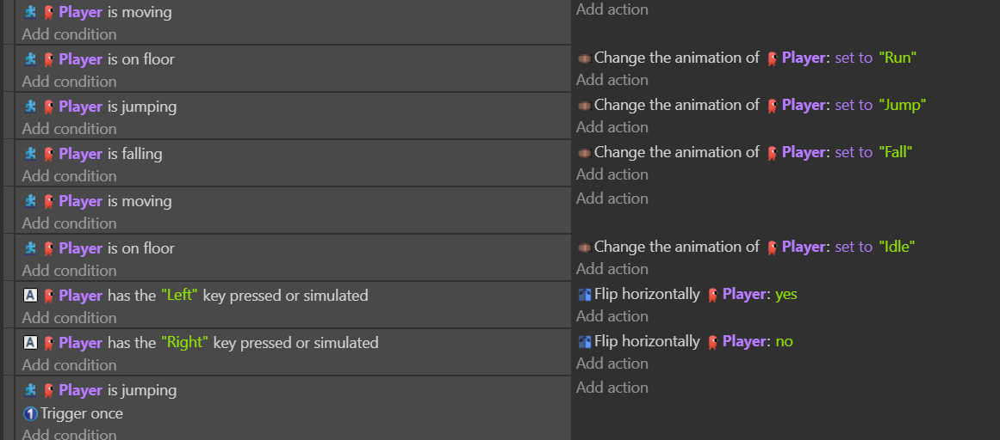 Player is moving
Add action
Add condition
Player is on floor
Change the animation of Player: set to "Run"
Add condition
Add action
Player is jumping
Change the animation of Player: set to "Jump"
Add condition
Add action
Player is falling
Change the animation of Player: set to "Fall"
Add condition
Add action
Player is moving
Add action
Add condition
Player is on floor
Change the animation of Player: set to "Idle"
Add condition
Add action
A Player has the "Left" key pressed or simulated
Flip horizontally Player: yes
Add condition
Add action
A Player has the "Right" key pressed or simulated
Flip horizontally Player: no
Add condition
Add action
Player is jumping
Add action
1 Trigger once
Add condition